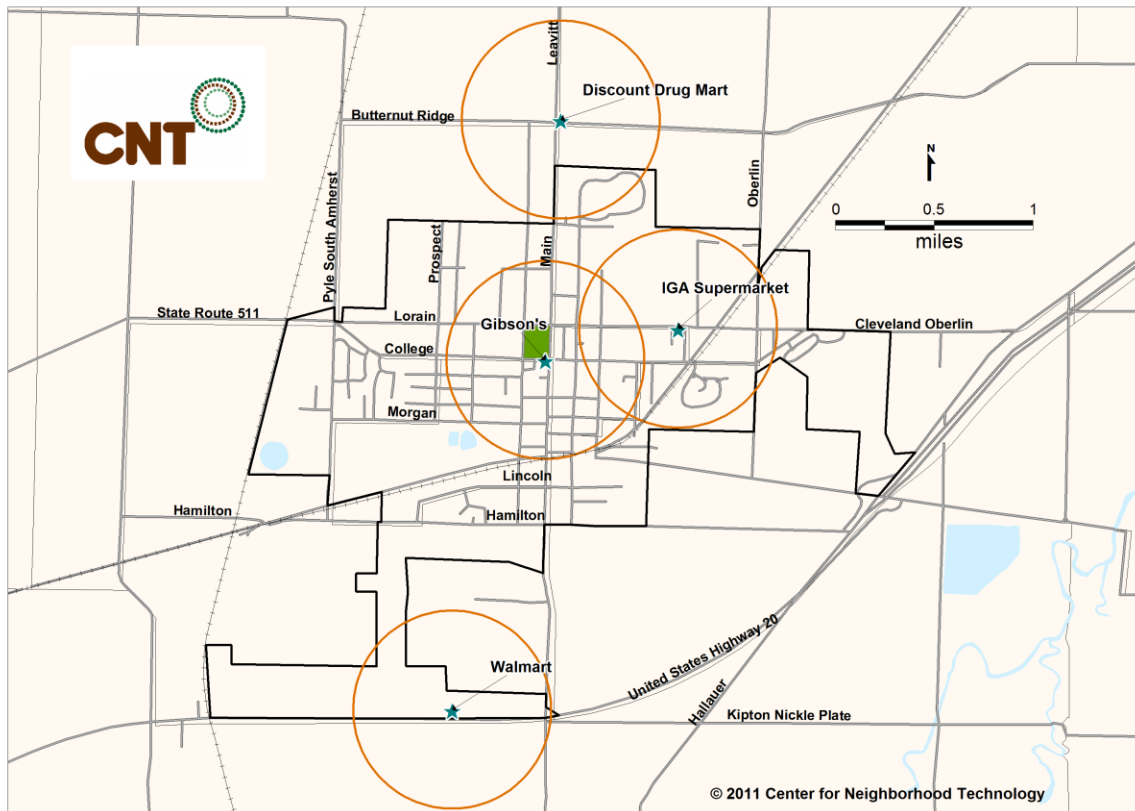 CNT
Leavitt
Discount Drug Mart
Butternut Ridge
Pyle South Amherst
Oberlin
N
0 0.5 1
miles
Prospect
Main
IGA Supermarket
State Route 511
Lorain
Gibson's
Cleveland Oberlin
College
Morgan
Lincoln
Hamilton
Hamilton
Walmart
United States Highway 20
Hallauer
Kipton Nickle Plate
© 2011 Center for Neighborhood Technology